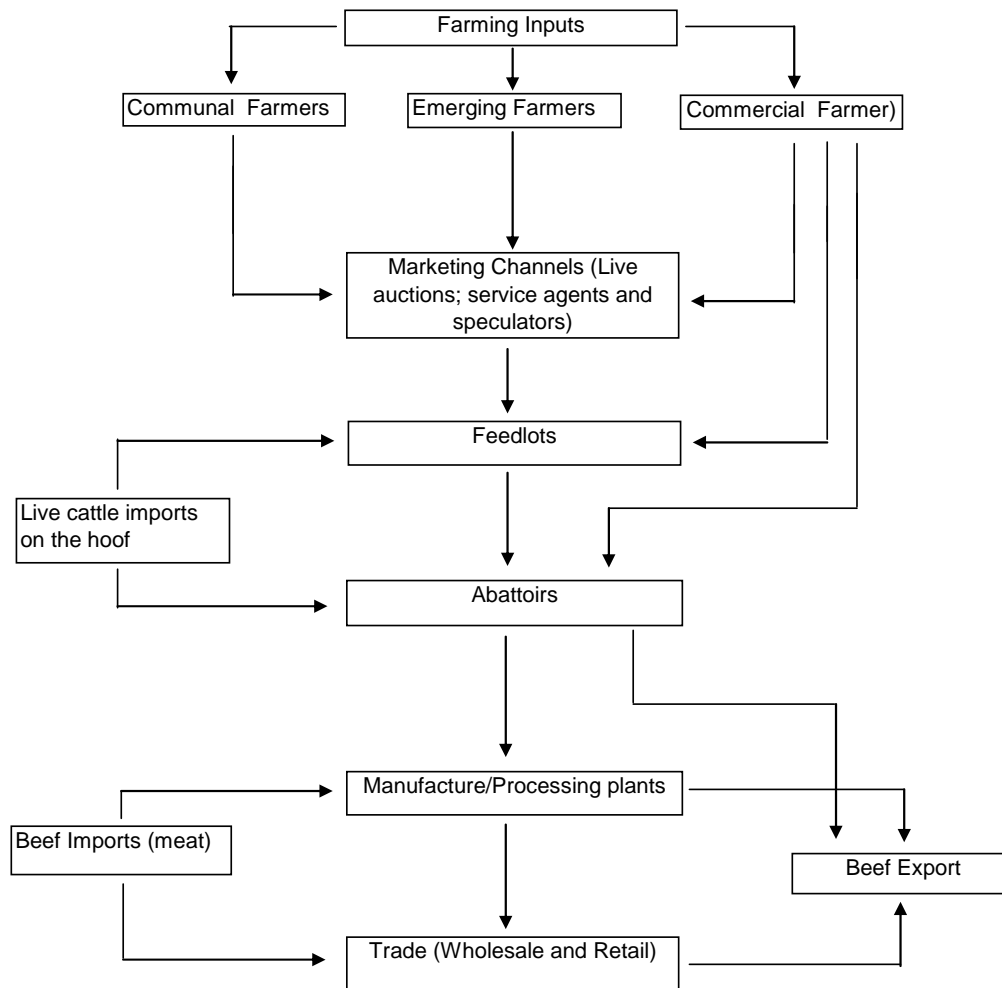 Farming Inputs
Communal Farmers
Emerging Farmers
Commercial Farmer)
Marketing Channels (Live
auctions; service agents and
speculators)
Feedlots
Live cattle imports
on the hoof
Abattoirs
Manufacture/Processing plants
Beef Imports (meat)
Beef Export
Trade (Wholesale and Retail)